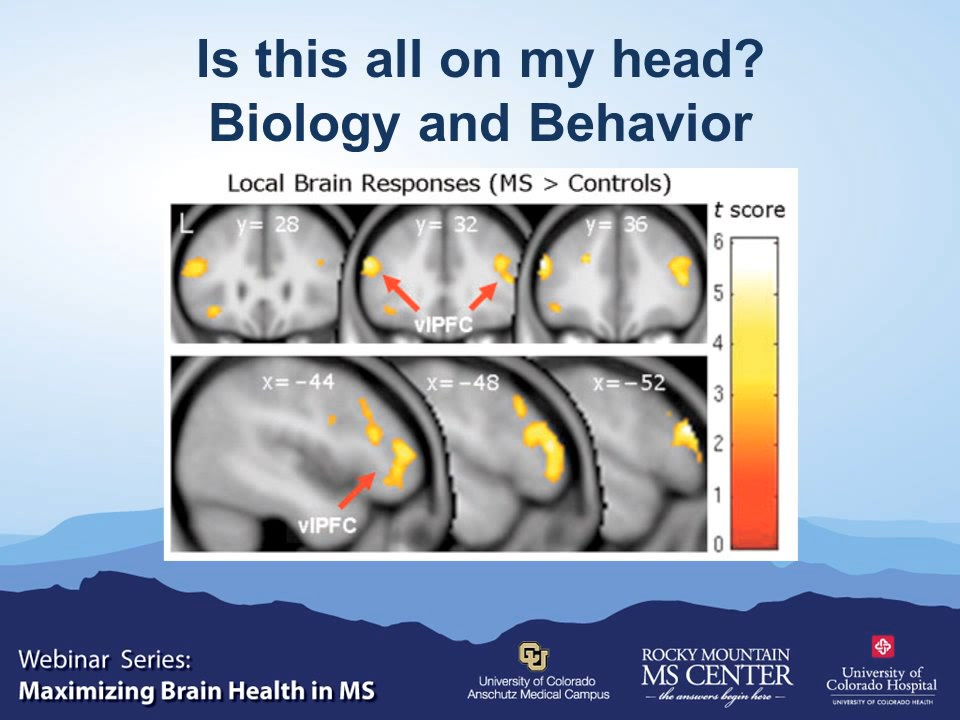 Is this all on my head?
Biology and Behavior
Local Brain Responses (MS > Controls)
L
y= 28
y= 32
y= 36
t score
6
5
4
3
2
1
0
vlPFC
x=-44
x=-48
x=-52
vlPFC
Webinar Series:
Maximizing Brain Health in MS
CU
University of Colorado
Anschutz Medical Campus
ROCKY MOUNTAIN
MS CENTER
the answers begin here
University of
Colorado Hospital
UNIVERSITY OF COLORADO HEALTH